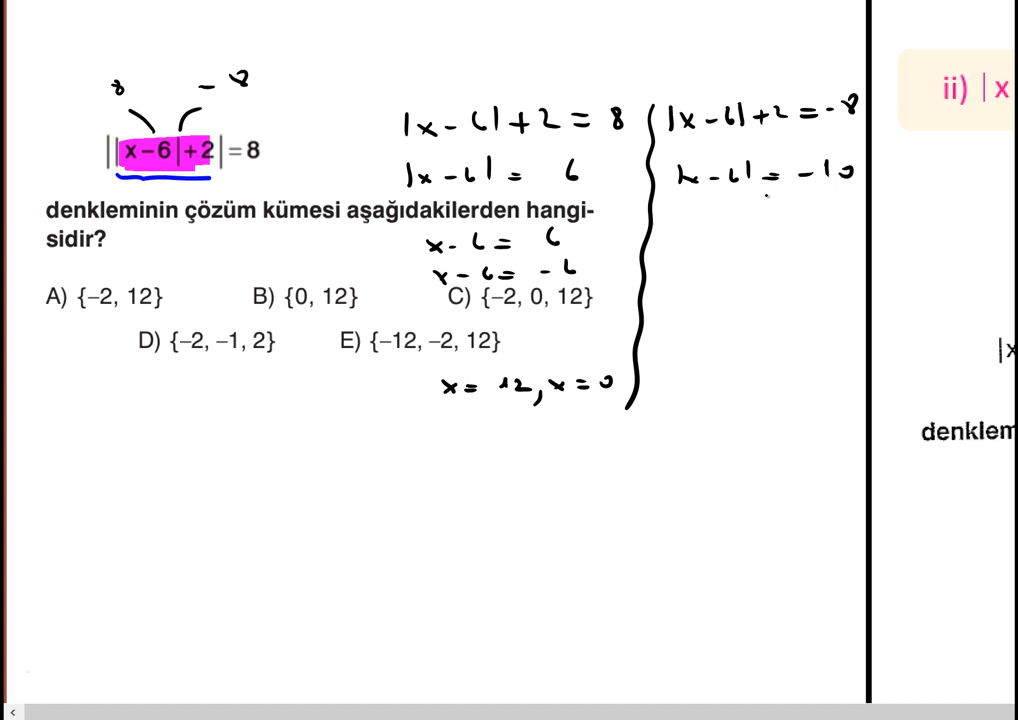 8 -8
||x-6|+2|=8
denkleminin çözüm kümesi aşağıdakilerden hangi-
sidir?
A) {-2, 12} B) {0, 12} C) {-2, 0, 12}
D) {-2, -1, 2} E) {-12, -2, 12}
|x-6|+2=8
|x-6|=6
x-6=6
x-6=-6
x=12, x=0
|x-6|+2=-8
|x-6|=-10
ii) |x
|x
denklem
<